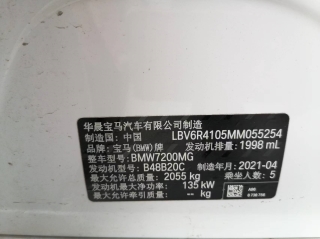 华晨宝马汽车有限公司制造
制造国: 中国 LBV6R4105MM055254
品牌: 宝马(BMW)牌 发动机排量: 1998 mL
整车型号: BMW7200MG
发动机型号: B48B20C 制造年月: 2021-04
最大允许总质量: 2055 kg 乘坐人数: 5
发动机最大净功率: 135 kW
最大允许牵引质量: -- kg